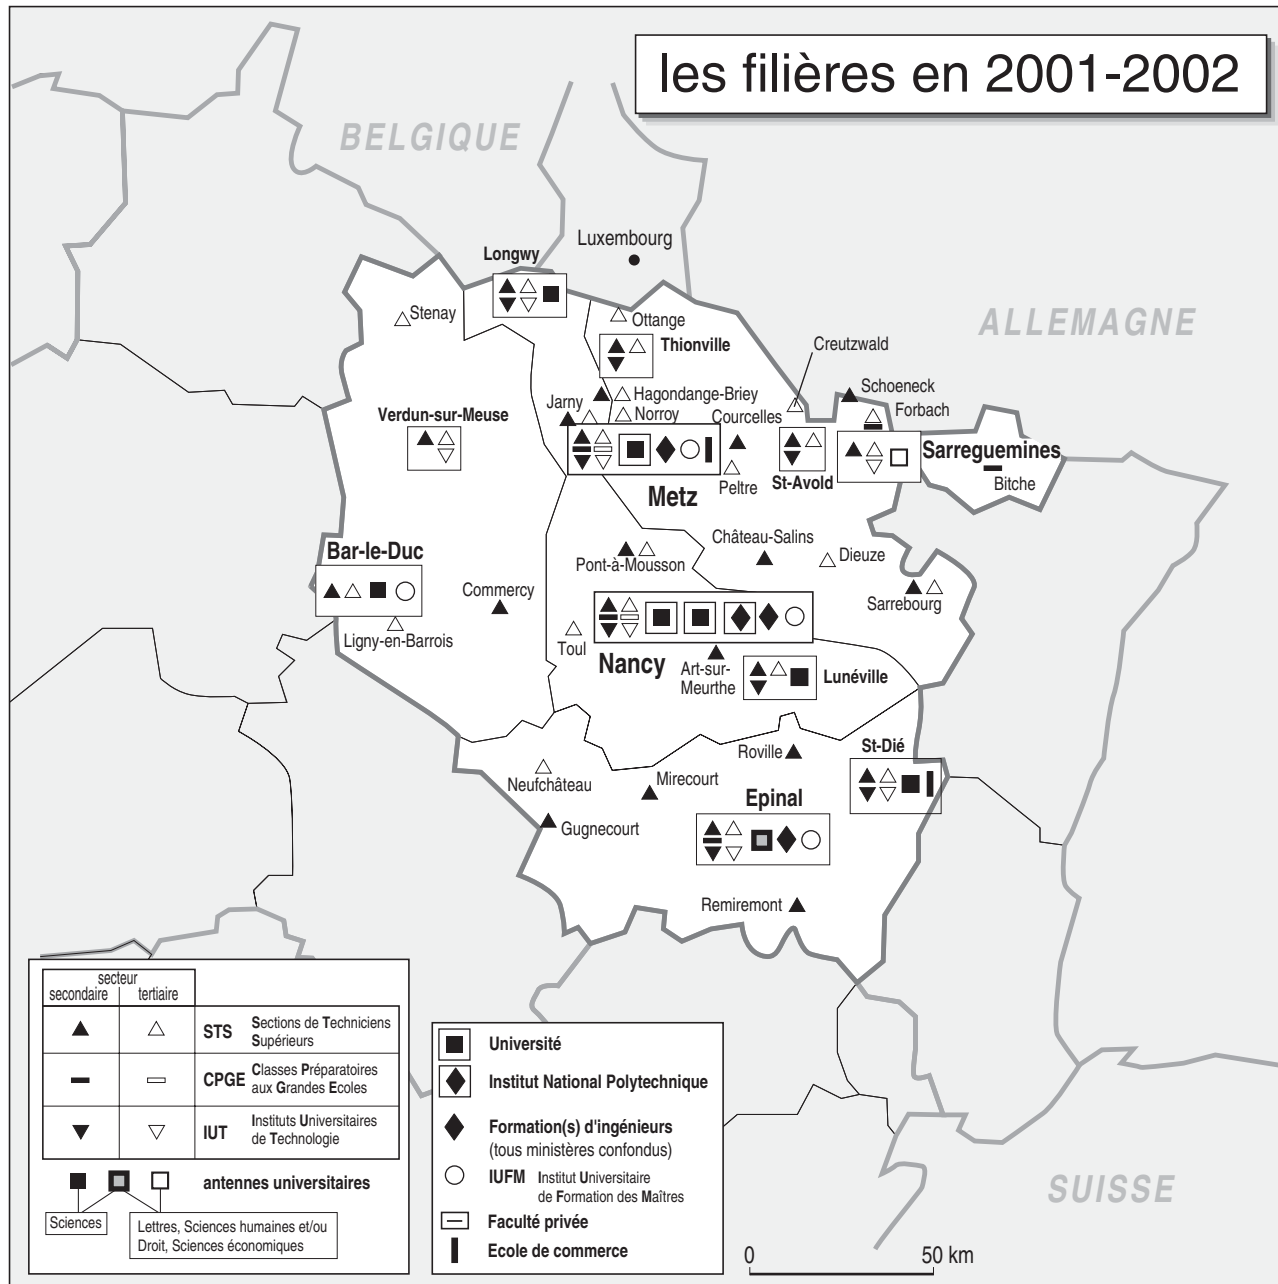 les filières en 2001-2002
BELGIQUE
Luxembourg
Longwy
Stenay
Ottange
ALLEMAGNE
Thionville
Creutzwald
Schoeneck
Hagondange-Briey
Jarny
Norroy
Courcelles
Forbach
Verdun-sur-Meuse
Sarreguemines
Metz
Peltre
St-Avold
Bitche
Bar-le-Duc
Château-Salins
Pont-à-Mousson
Dieuze
Commercy
Sarrebourg
Ligny-en-Barrois
Toul
Nancy
Art-sur-
Meurthe
Lunéville
Roville
St-Dié
Neufchâteau
Mirecourt
Epinal
Gugnecourt
Remiremont
secteur
secondaire
tertiaire
STS Sections de Techniciens
Supérieurs
CPGE Classes Préparatoires
aux Grandes Ecoles
IUT Instituts Universitaires
de Technologie
antennes universitaires
Sciences
Lettres, Sciences humaines et/ou
Droit, Sciences économiques
Université
Institut National Polytechnique
Formation(s) d'ingénieurs
(tous ministères confondus)
IUFM Institut Universitaire
de Formation des Maîtres
Faculté privée
Ecole de commerce
SUISSE
0
50 km